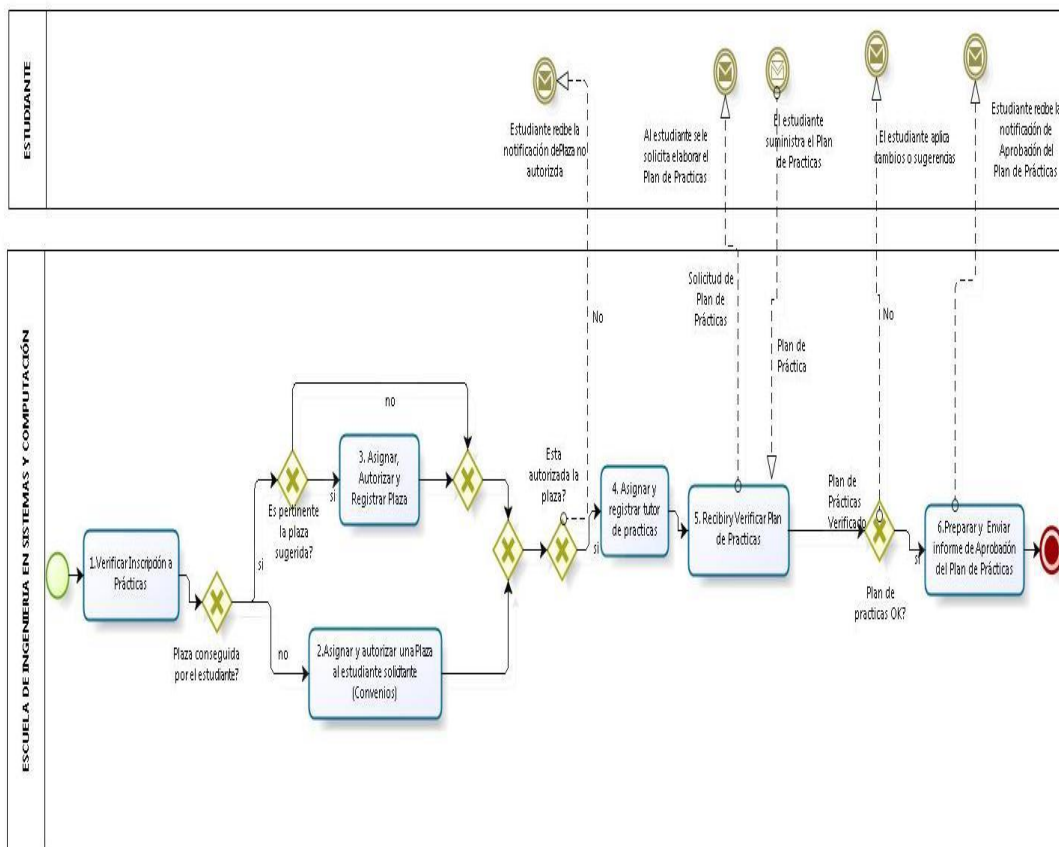 ESTUDIANTE
Estudiante recibe la
notificación de Plaza no
autorizda
Al estudiante se le
solicita elaborar el
Plan de Practicas
El estudiante
suministra el Plan
de Practicas
El estudiante aplica
cambios o sugerencias
Estudiante recibe la
notificación de
Aprobación del
Plan de Prácticas
ESCUELA DE INGENIERIA EN SISTEMAS Y COMPUTACIÓN
1.Verificar Inscripción a
Prácticas
Plaza conseguida
por el estudiante?
si
no
Es pertinente
la plaza
sugerida?
no
si
3. Asignar,
Autorizar y
Registrar Plaza
2.Asignar y autorizar una Plaza
al estudiante solicitante
(Convenios)
Esta
autorizada la
plaza?
No
si
4. Asignar y
registrar tutor
de practicas
Solicitud de
Plan de
Prácticas
Plan de
Práctica
5. Recibir y Verificar Plan
de Practicas
Plan de
Prácticas
Verificado
No
Plan de
practicas OK?
si
6.Preparar y Enviar
informe de Aprobación
del Plan de Prácticas